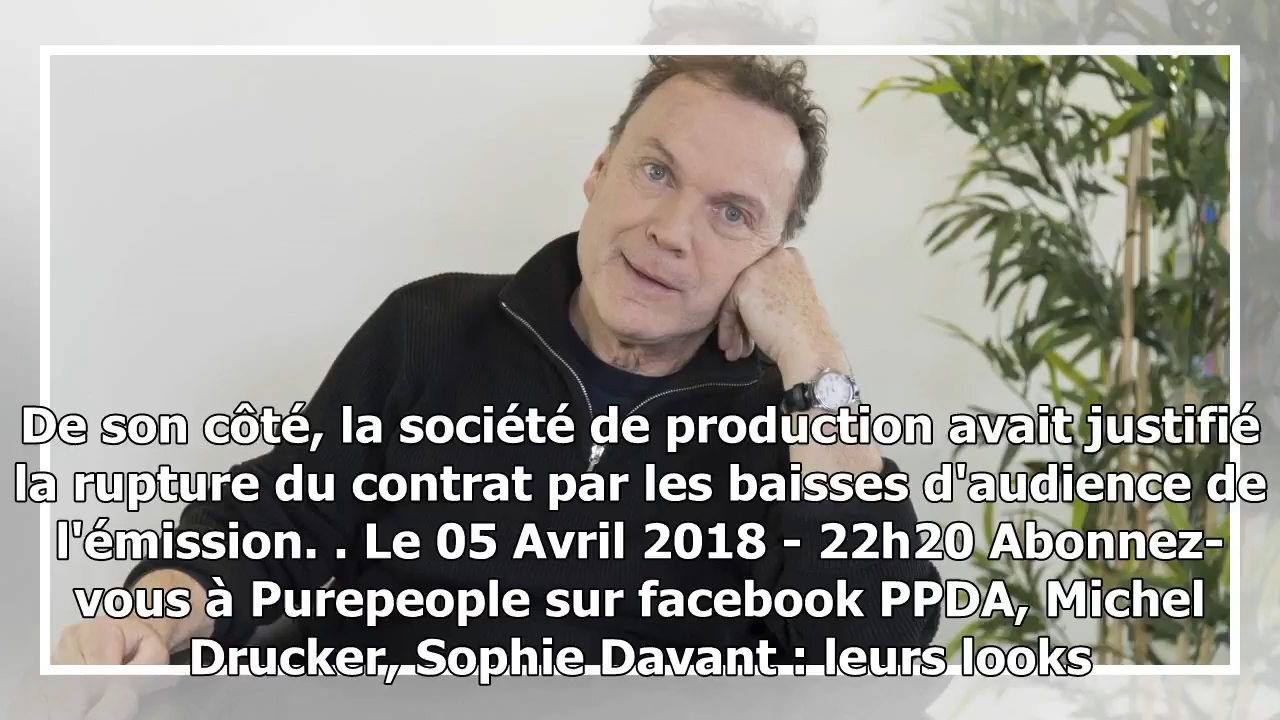 De son côté, la société de production avait justifié
la rupture du contrat par les baisses d'audience de
l'émission. . Le 05 Avril 2018 - 22h20 Abonnez-
vous à Purepeople sur facebook PPDA, Michel
Drucker, Sophie Davant : leurs looks